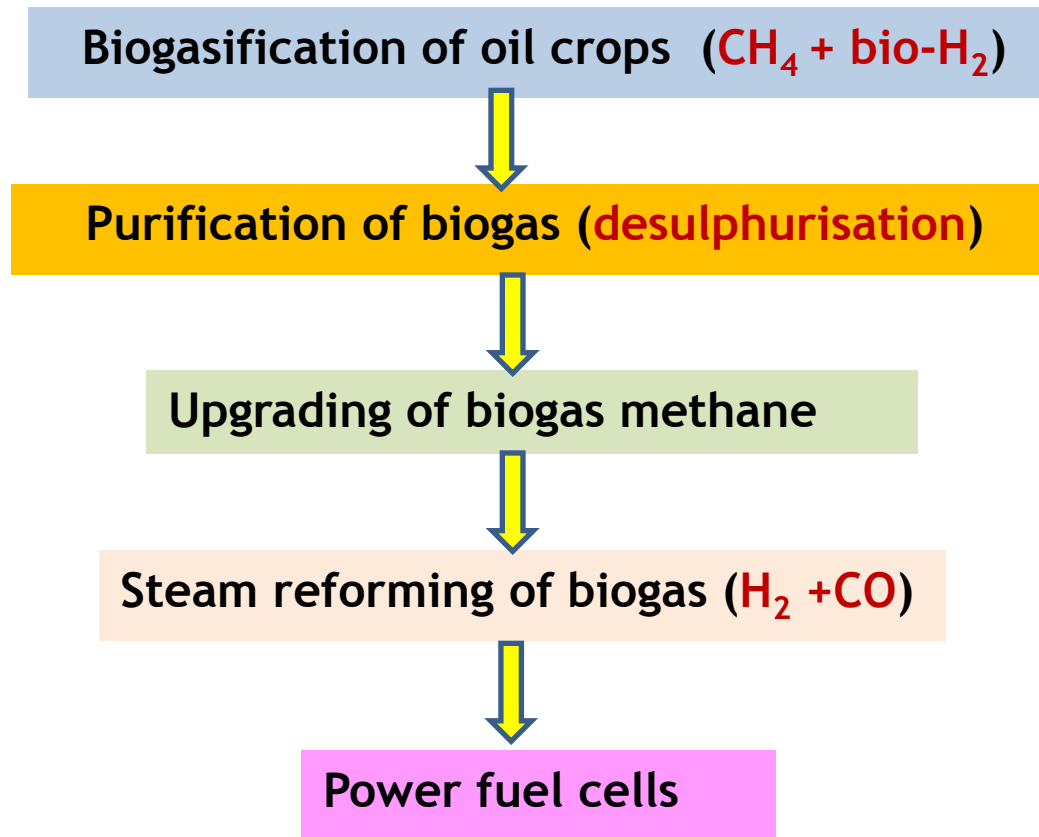 Biogasification of oil crops (CH₄ + bio-H₂)
Purification of biogas (desulphurisation)
Upgrading of biogas methane
Steam reforming of biogas (H₂ +CO)
Power fuel cells